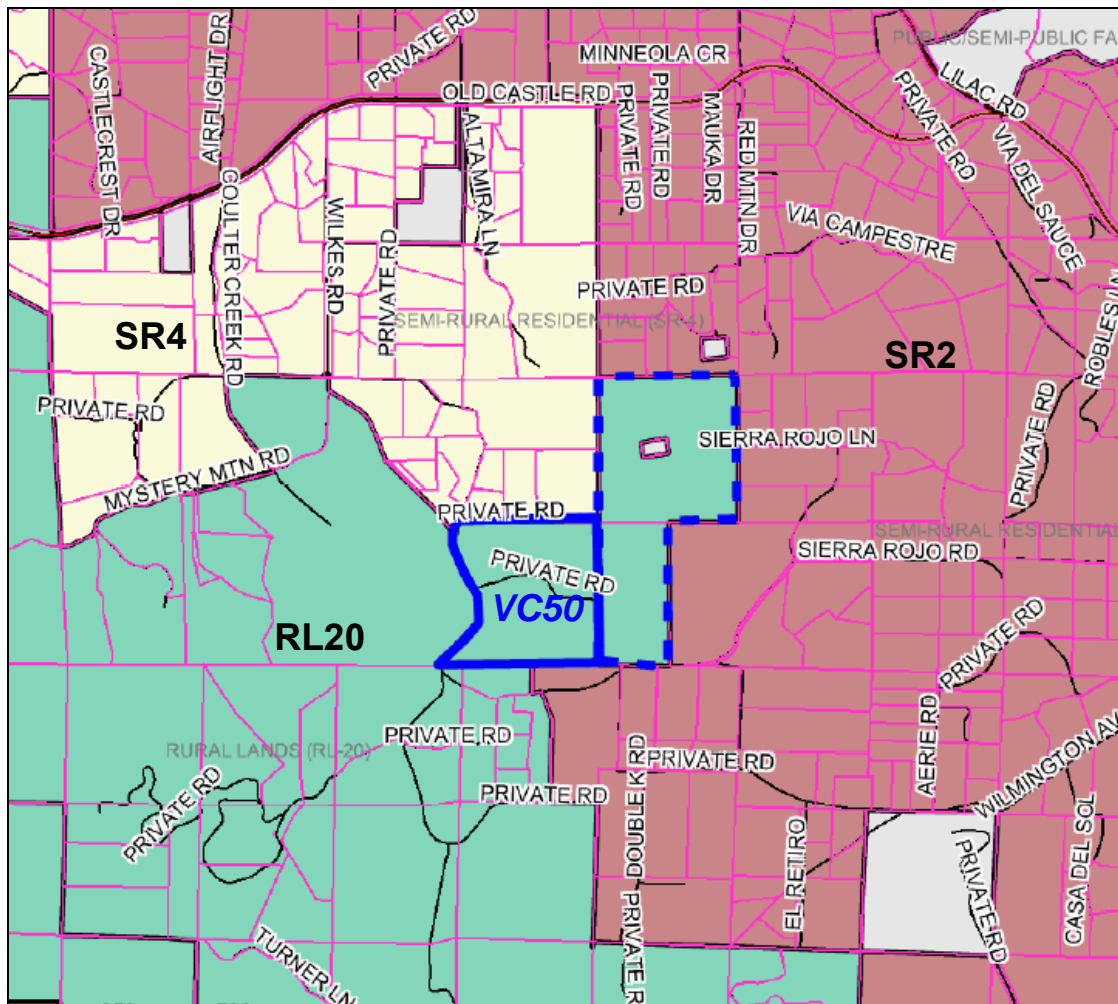 PRIVATE RD
MINNEOLA CR
PUBLIC/SEMI-PUBLIC FA
AIRFLIGHT DR
CASTLECREST DR
OLD CASTLE RD
LILAC RD
PRIVATE RD
PRIVATE RD
PRIVATE RD
MAUKA DR
RED MTN DR
VIA DEL SAUCE
ALTA MIRA LN
COULTER CREEK RD
WILKES RD
PRIVATE RD
VIA CAMPESTRE
PRIVATE RD
ROBLES LN
SEMI-RURAL RESIDENTIAL (SR-4)
SR4
SR2
PRIVATE RD
PRIVATE RD
SIERRA ROJO LN
MYSTERY MTN RD
PRIVATE RD
SEMI-RURAL RESIDENTIAL
SIERRA ROJO RD
PRIVATE RD
VC50
RL20
PRIVATE RD
PRIVATE RD
RURAL LANDS (RL-20)
PRIVATE RD
AERIE RD
PRIVATE RD
PRIVATE RD
DOUBLE K RD
WILMINGTON AV
PRIVATE RD
EL RETIRO
CASA DEL SOL
PRIVATE RD
PRIVATE R
TURNER LN